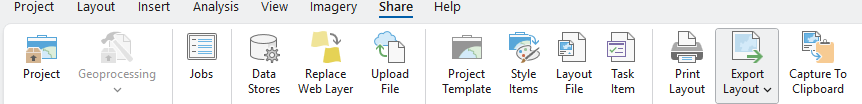 Project Layout Insert Analysis View Imagery Share Help
Project Geoprocessing Jobs Data Stores Replace Web Layer Upload File Project Template Style Items Layout File Task Item Print Layout Export Layout Capture To Clipboard